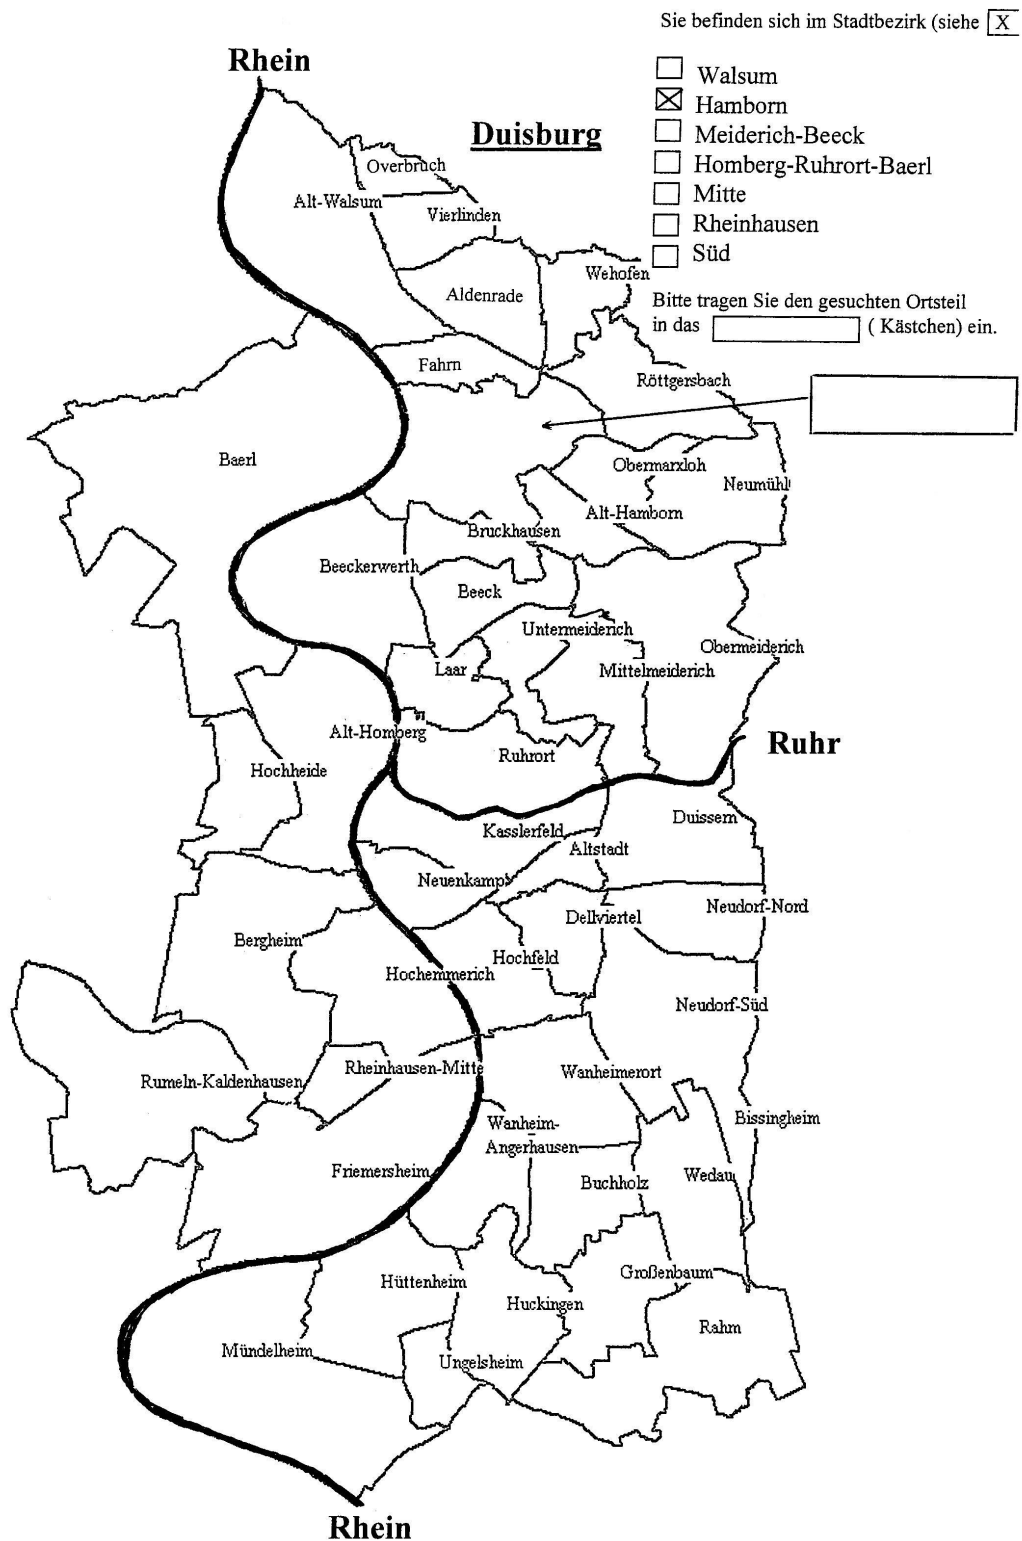 Sie befinden sich im Stadtbezirk (siehe X
Rhein
Walsum
Hamborn
Duisburg
Meiderich-Beeck
Overbruch
Homberg-Ruhrort-Baerl
Mitte
Alt-Walsum
Vierlinden
Rheinhausen
Süd
Wehofen
Aldenrade
Bitte tragen Sie den gesuchten Ortsteil
in das ( Kästchen) ein.
Fahrn
Röttgersbach
Baerl
Obermarxloh
Neumühl
Alt-Hamborn
Bruckhausen
Beeckerwerth
Beeck
Untermeiderich
Obermeiderich
Laar
Mittelmeiderich
Alt-Homberg
Ruhr
Ruhrort
Hochheide
Duissern
Kasslerfeld
Altstadt
Neuenkamp
Neudorf-Nord
Dellviertel
Bergheim
Hochfeld
Hochemmerich
Neudorf-Süd
Rheinhausen-Mitte
Wanheimerort
Rumeln-Kaldenhausen
Bissingheim
Wanheim-
Angerhausen
Friemersheim
Wedau
Buchholz
Großenbaum
Hüttenheim
Huckingen
Rahm
Mündelheim
Ungelsheim
Rhein